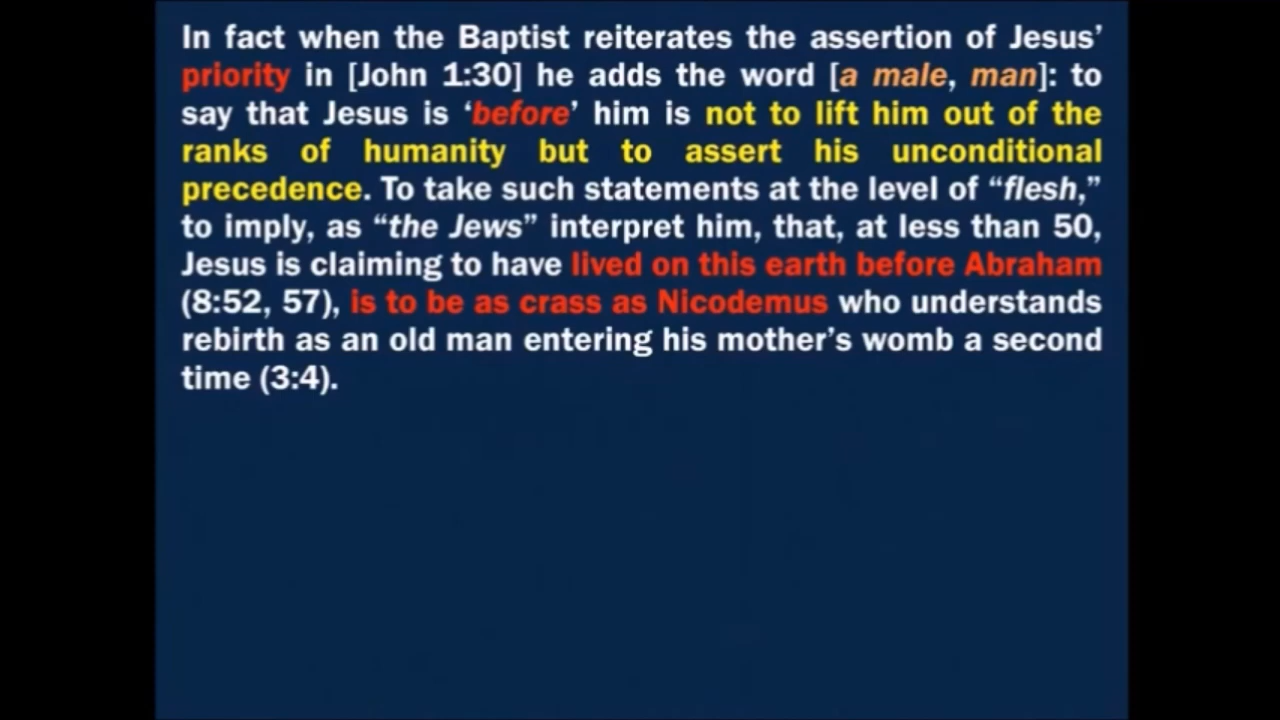 In fact when the Baptist reiterates the assertion of Jesus’
priority in [John 1:30] he adds the word [a male, man]: to
say that Jesus is ‘before’ him is not to lift him out of the
ranks of humanity but to assert his unconditional
precedence. To take such statements at the level of “flesh,”
to imply, as “the Jews” interpret him, that, at less than 50,
Jesus is claiming to have lived on this earth before Abraham
(8:52, 57), is to be as crass as Nicodemus who understands
rebirth as an old man entering his mother’s womb a second
time (3:4).